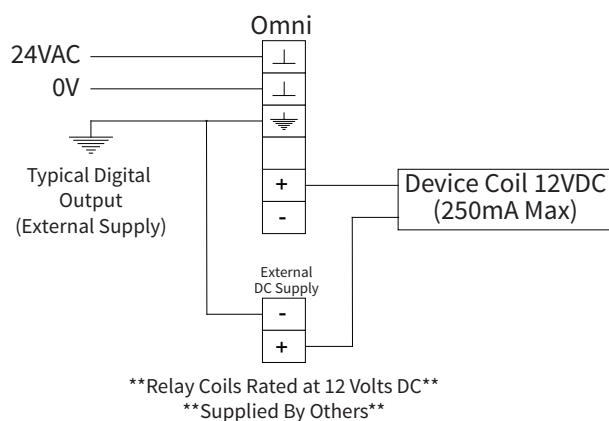 Omni
24VAC
0V
Typical Digital
Output
(External Supply)
+
-
Device Coil 12VDC
(250mA Max)
External
DC Supply
-
+
**Relay Coils Rated at 12 Volts DC**
**Supplied By Others**